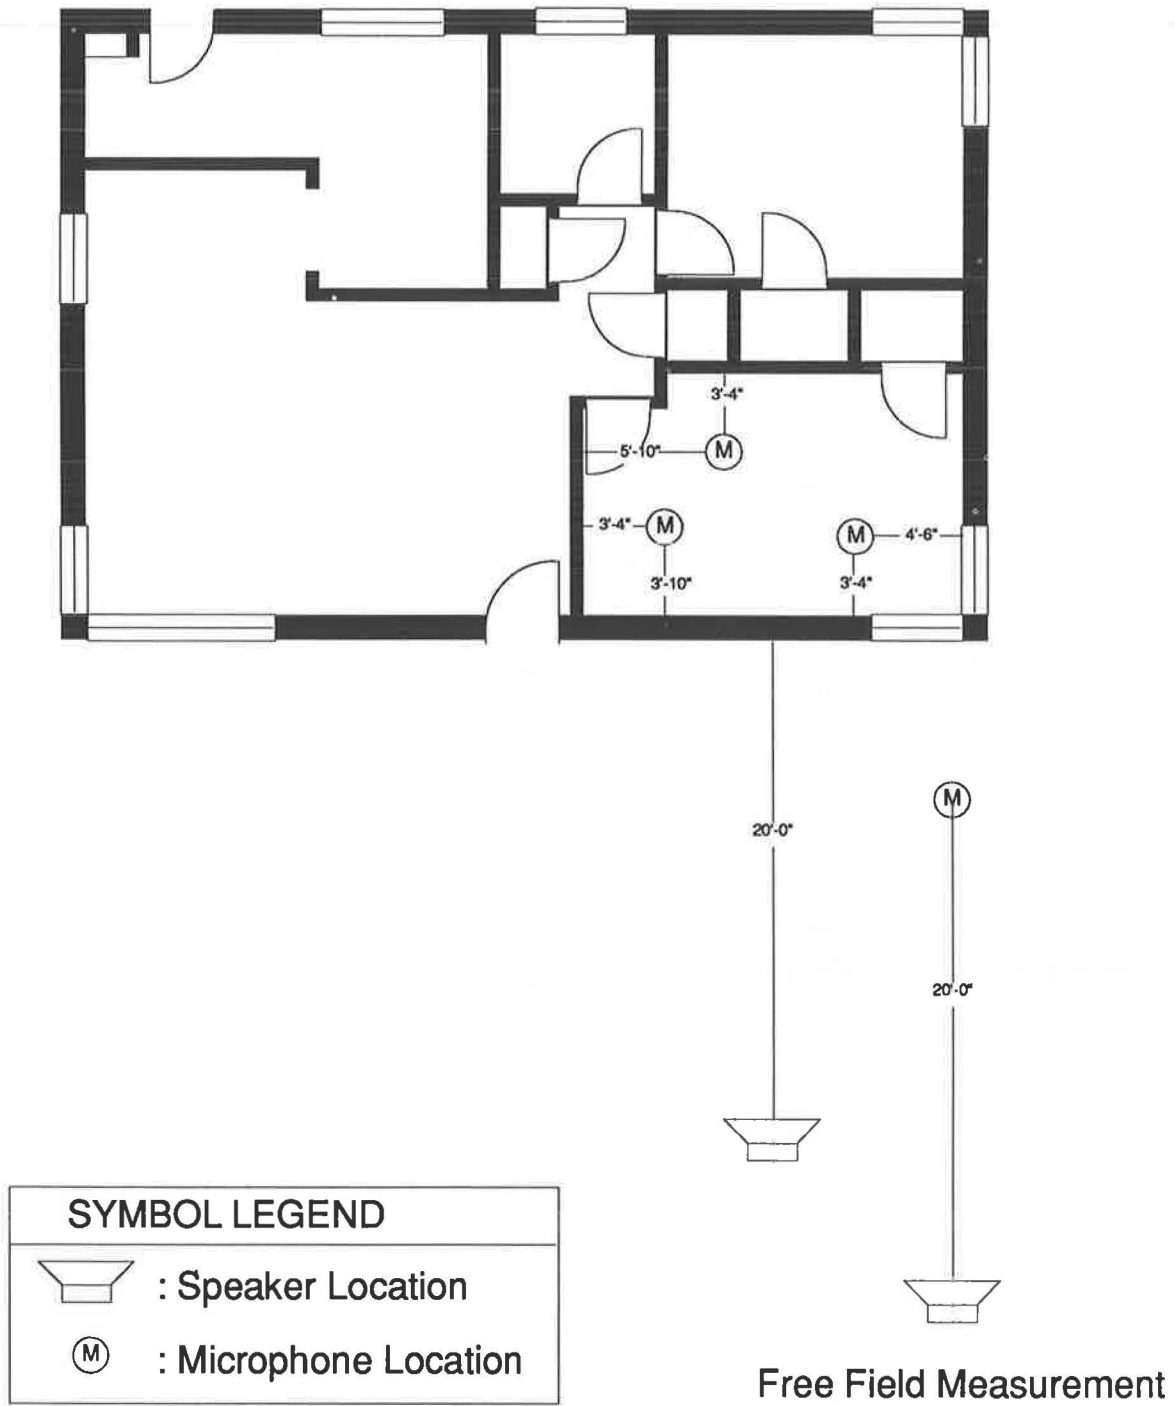 3'-4"
5'-10"
M
3'-4"
M
M
4'-6"
3'-10"
3'-4"
M
20'-0"
20'-0"
SYMBOL LEGEND
: Speaker Location
M : Microphone Location
Free Field Measurement